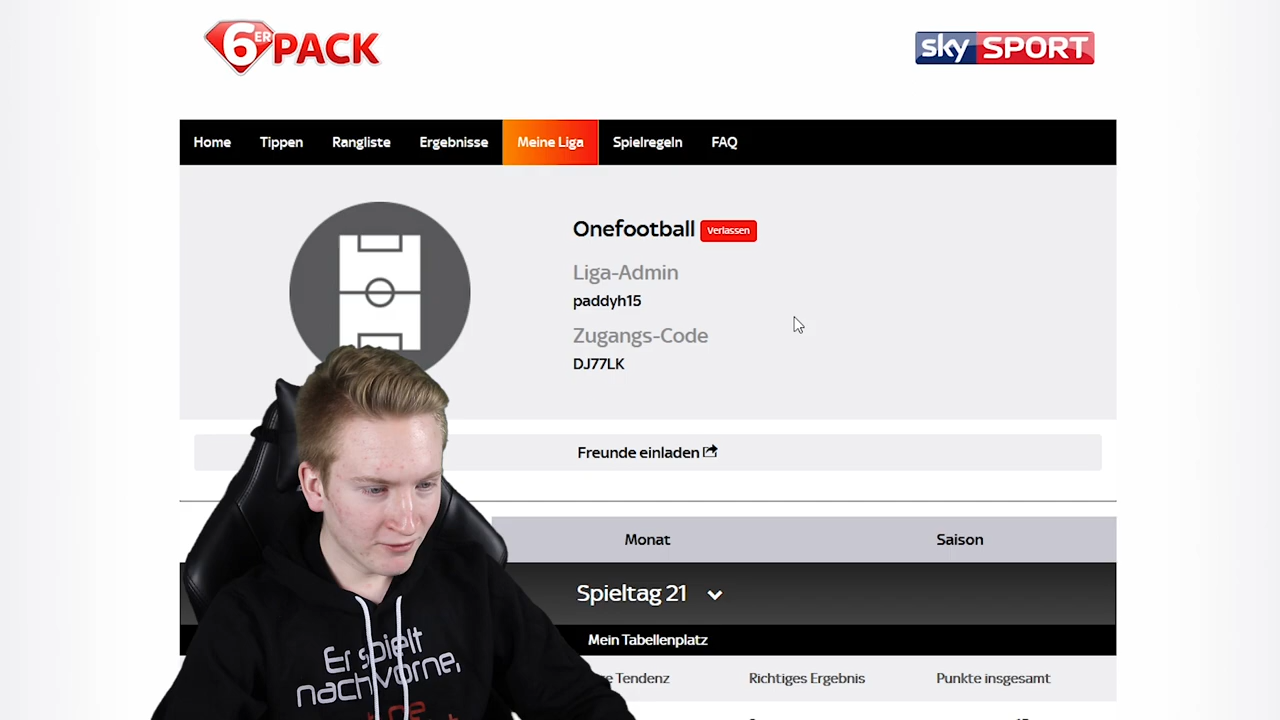 6ER PACK
sky SPORT
Home Tippen Rangliste Ergebnisse Meine Liga Spielregeln FAQ
Onefootball Verlassen
Liga-Admin
paddyh15
Zugangs-Code
DJ77LK
Freunde einladen
Monat Saison
Spieltag 21
Mein Tabellenplatz
Tendenz Richtiges Ergebnis Punkte insgesamt
Er spielt
nach vorne,